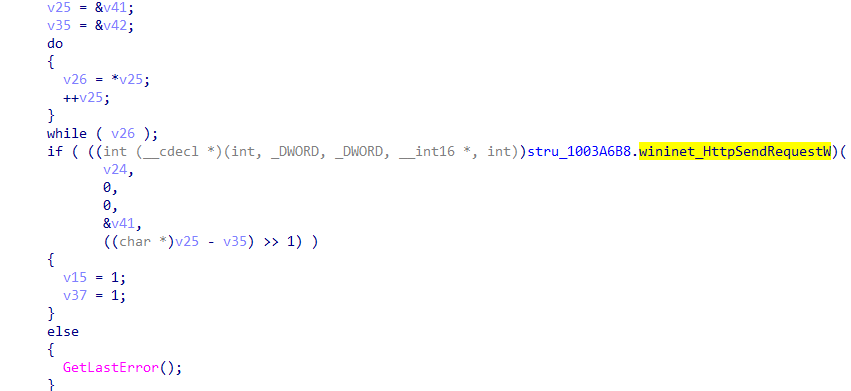 v25 = &v41;
v35 = &v42;
do
{
v26 = *v25;
++v25;
}
while ( v26 );
if ( ((int (__cdecl *)(int, _DWORD, _DWORD, __int16 *, int))stru_1003A6B8.wininet_HttpSendRequestW)(
v24,
0,
0,
&v41,
((char *)v25 - v35) >> 1) )
{
v15 = 1;
v37 = 1;
}
else
{
GetLastError();
}